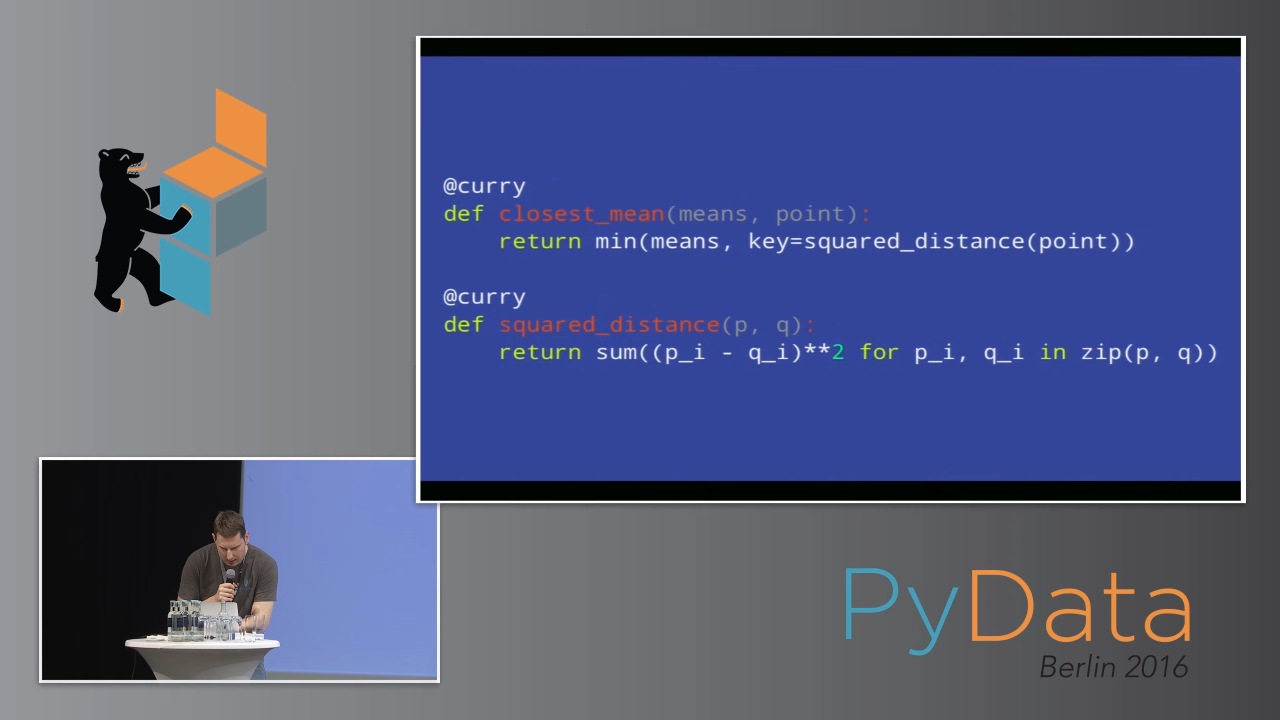 @curry
def closest_mean(means, point):
    return min(means, key=squared_distance(point))
@curry
def squared_distance(p, q):
    return sum((p_i - q_i)**2 for p_i, q_i in zip(p, q))
PyData
Berlin 2016